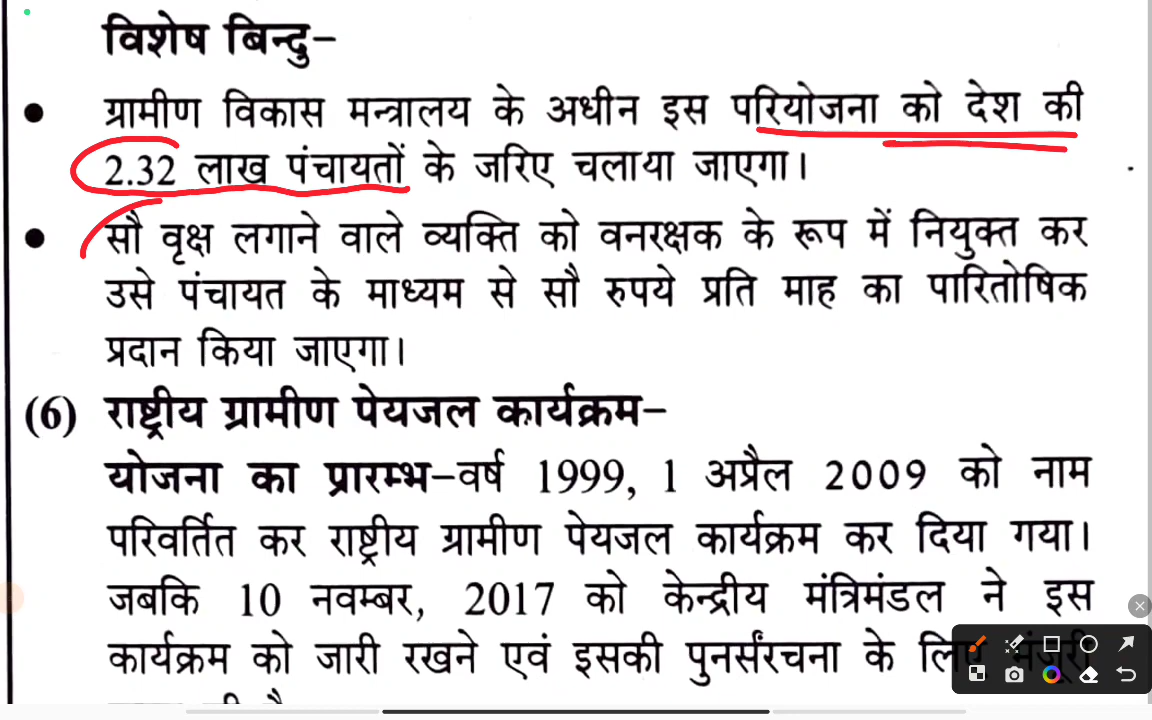 विशेष बिन्दु–
● ग्रामीण विकास मन्त्रालय के अधीन इस परियोजना को देश की
2.32 लाख पंचायतों के जरिए चलाया जाएगा।
● सौ वृक्ष लगाने वाले व्यक्ति को वनरक्षक के रूप में नियुक्त कर
उसे पंचायत के माध्यम से सौ रुपये प्रति माह का पारितोषिक
प्रदान किया जाएगा।
(6) राष्ट्रीय ग्रामीण पेयजल कार्यक्रम–
योजना का प्रारम्भ–वर्ष 1999, 1 अप्रैल 2009 को नाम
परिवर्तित कर राष्ट्रीय ग्रामीण पेयजल कार्यक्रम कर दिया गया।
जबकि 10 नवम्बर, 2017 को केन्द्रीय मंत्रिमंडल ने इस
कार्यक्रम को जारी रखने एवं इसकी पुनर्संरचना के लिए मंजूरी